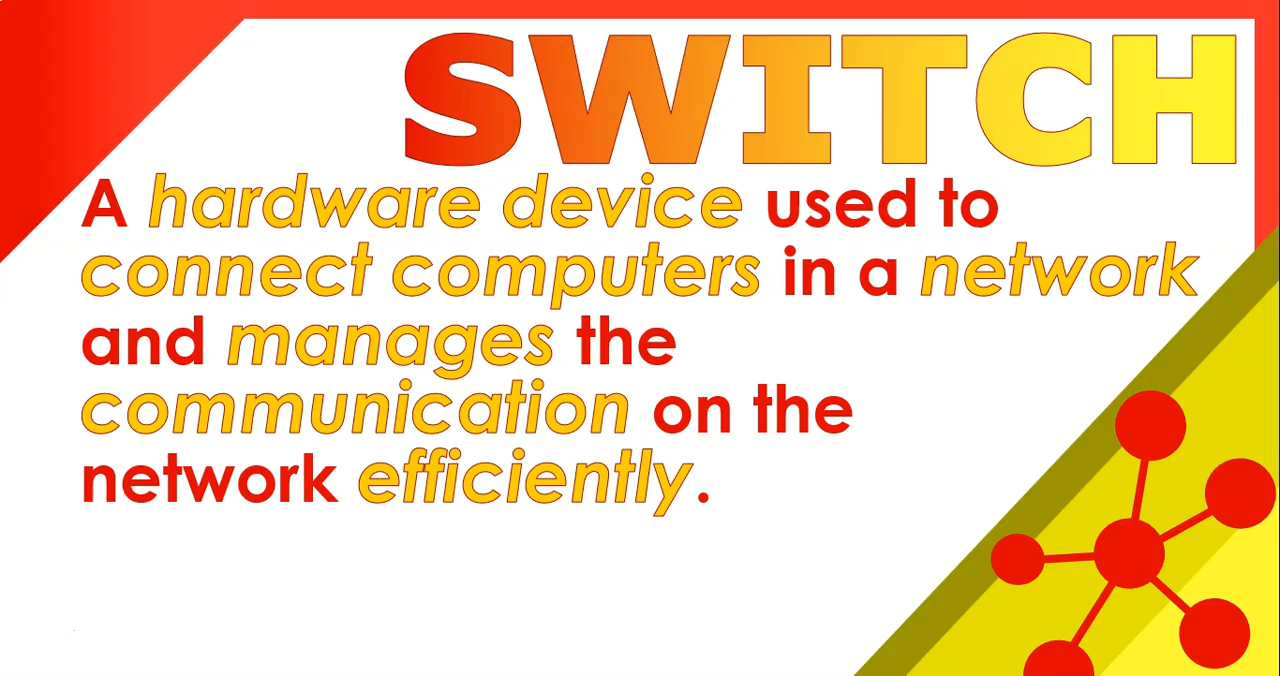 SWITCH
A hardware device used to
connect computers in a network
and manages the
communication on the
network efficiently.